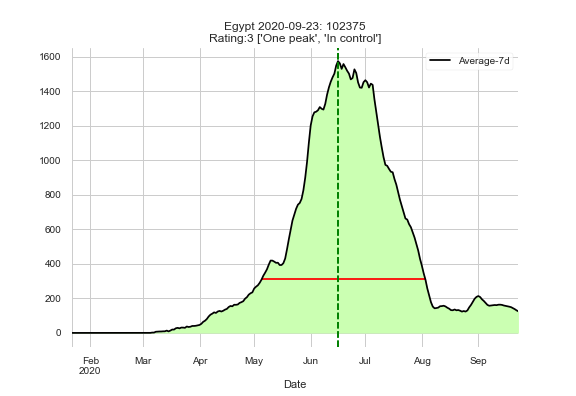 Egypt 2020-09-23: 102375
Rating:3 ['One peak', 'In control']
Average-7d
1600
1400
1200
1000
800
600
400
200
0
Feb Mar Apr May Jun Jul Aug Sep
2020
Date